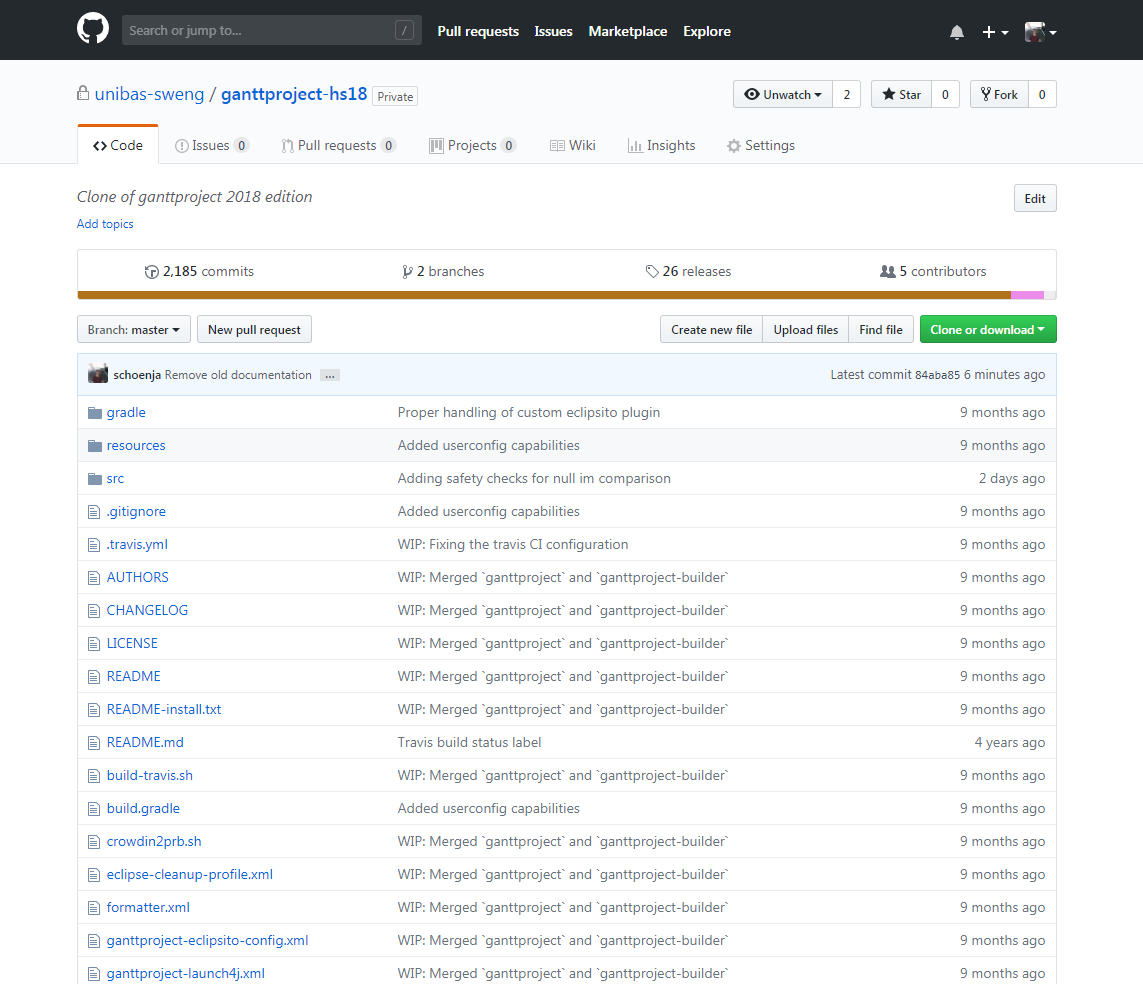 Search or jump to... / Pull requests Issues Marketplace Explore
unibas-sweng / ganttproject-hs18 Private Unwatch 2 Star 0 Fork 0
Code Issues 0 Pull requests 0 Projects 0 Wiki Insights Settings
Clone of ganttproject 2018 edition Edit
Add topics
2,185 commits 2 branches 26 releases 5 contributors
Branch: master New pull request Create new file Upload files Find file Clone or download
schoenja Remove old documentation ... Latest commit 84aba85 6 minutes ago
gradle Proper handling of custom eclipsito plugin 9 months ago
resources Added userconfig capabilities 9 months ago
src Adding safety checks for null im comparison 2 days ago
.gitignore Added userconfig capabilities 9 months ago
.travis.yml WIP: Fixing the travis CI configuration 9 months ago
AUTHORS WIP: Merged `ganttproject` and `ganttproject-builder` 9 months ago
CHANGELOG WIP: Merged `ganttproject` and `ganttproject-builder` 9 months ago
LICENSE WIP: Merged `ganttproject` and `ganttproject-builder` 9 months ago
README WIP: Merged `ganttproject` and `ganttproject-builder` 9 months ago
README-install.txt WIP: Merged `ganttproject` and `ganttproject-builder` 9 months ago
README.md Travis build status label 4 years ago
build-travis.sh WIP: Merged `ganttproject` and `ganttproject-builder` 9 months ago
build.gradle Added userconfig capabilities 9 months ago
crowdin2prb.sh WIP: Merged `ganttproject` and `ganttproject-builder` 9 months ago
eclipse-cleanup-profile.xml WIP: Merged `ganttproject` and `ganttproject-builder` 9 months ago
formatter.xml WIP: Merged `ganttproject` and `ganttproject-builder` 9 months ago
ganttproject-eclipsito-config.xml WIP: Merged `ganttproject` and `ganttproject-builder` 9 months ago
ganttproject-launch4j.xml WIP: Merged `ganttproject` and `ganttproject-builder` 9 months ago